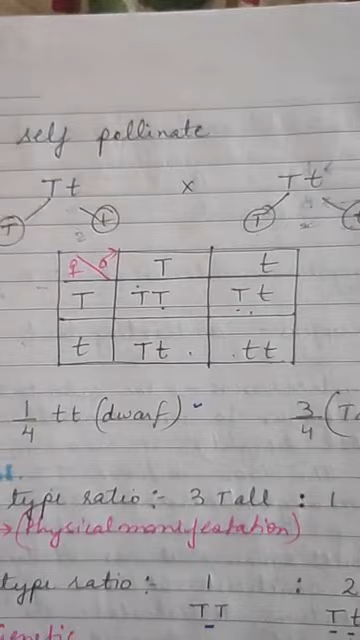 self pollinate
Tt x Tt
T t T t
♀ ♂ T t
T TT Tt
t Tt tt
1/4 tt (dwarf) 3/4 (T
type ratio :- 3 Tall : 1
→ (Physical manifestation)
type ratio :- 1 : 2
TT Tt
Genetic